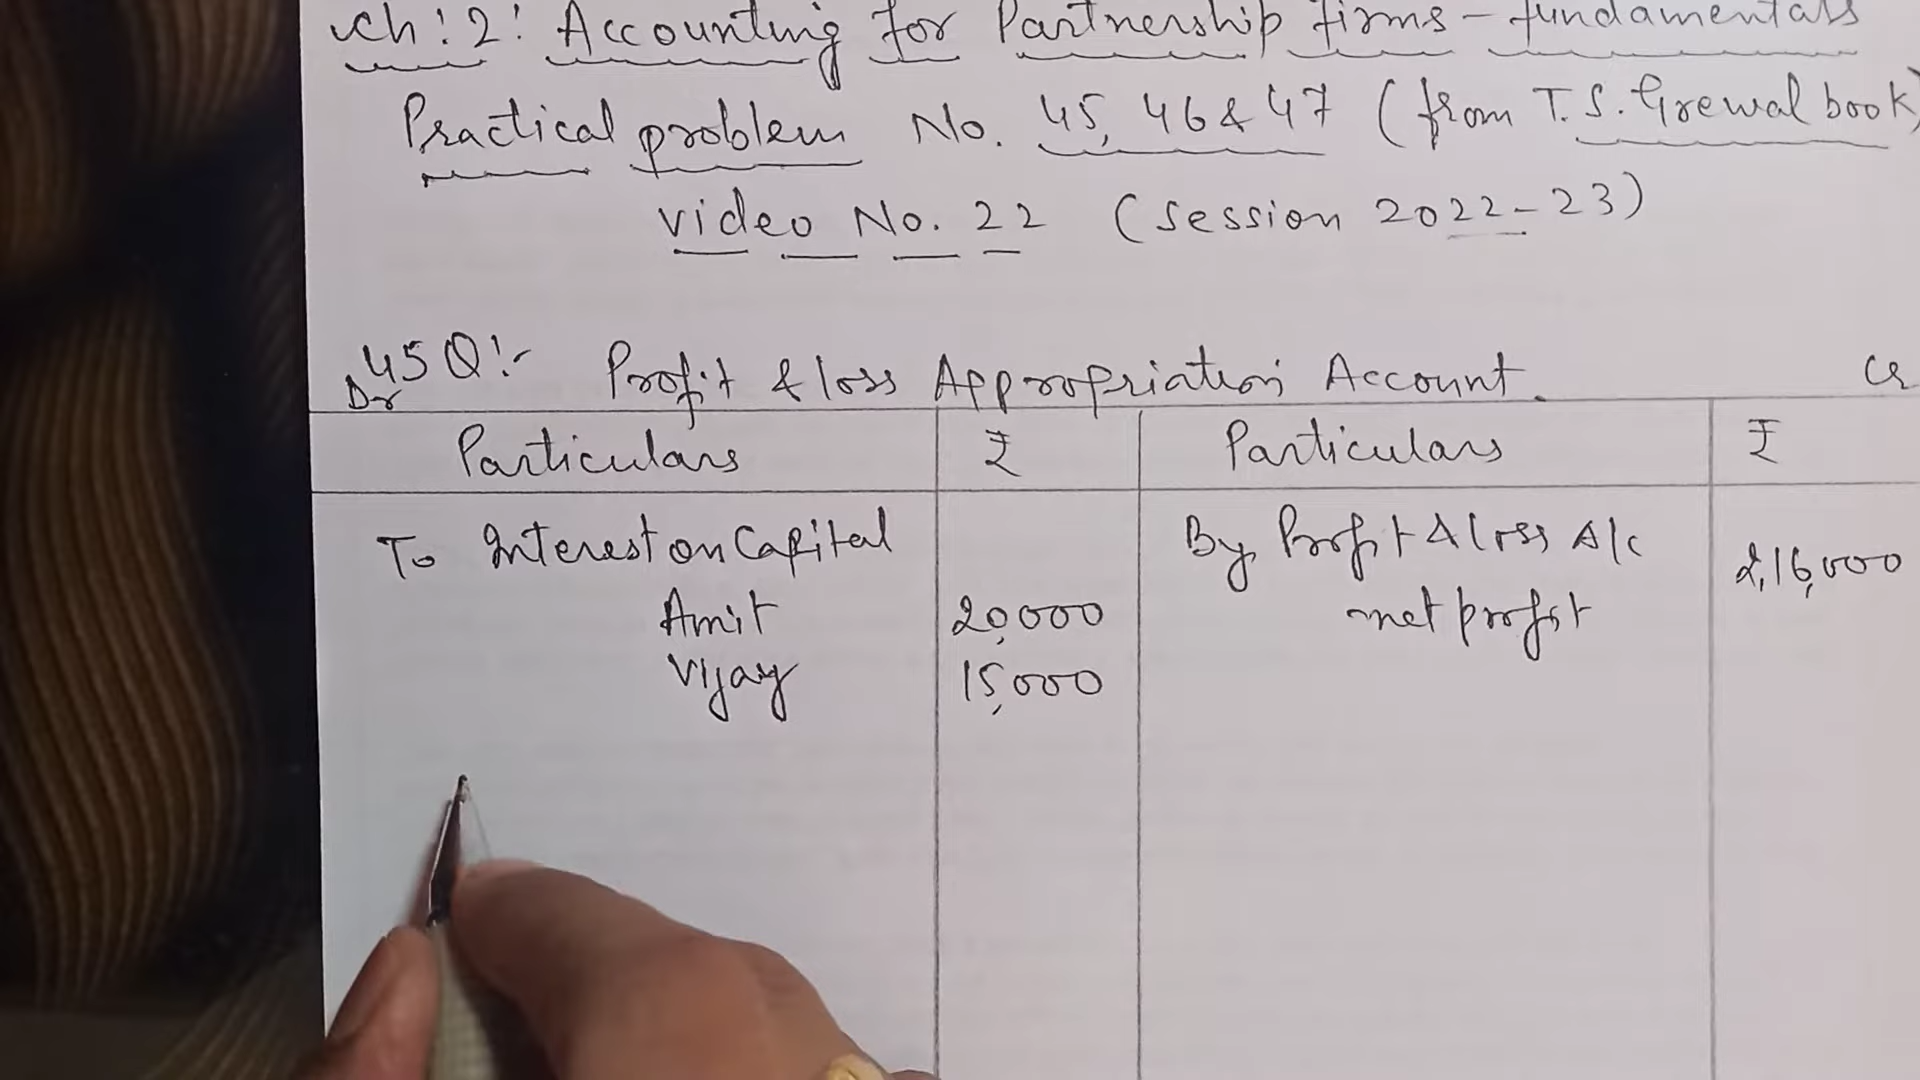 Ch: 2: Accounting for Partnership firms - fundamentals
Practical problem No. 45, 46 & 47 (from T.S. Grewal book)
video No. 22 (session 2022-23)
45 Q:- Profit & loss Appropriation Account.
Dr Cr
Particulars ₹ Particulars ₹
To Interest on Capital By Profit & Loss A/c 2,16,000
Amit 20,000 net profit
Vijay 15,000